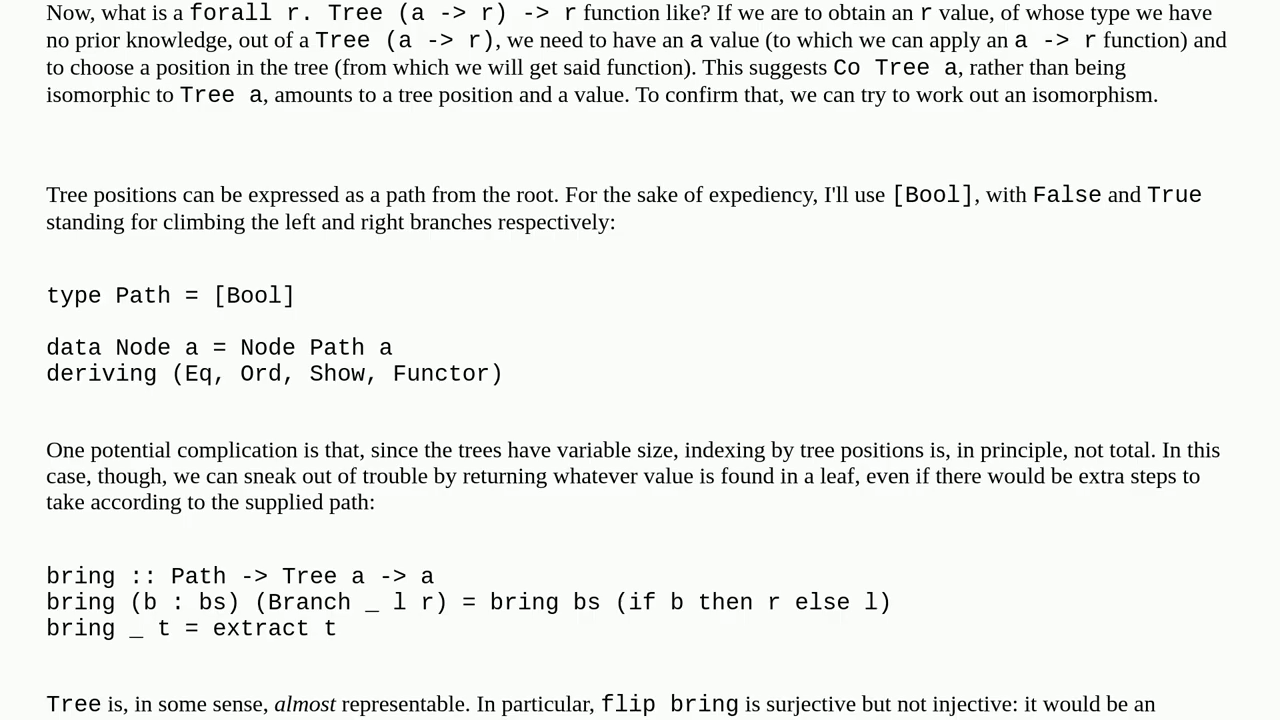 Now, what is a forall r. Tree (a -> r) -> r function like? If we are to obtain an r value, of whose type we have
no prior knowledge, out of a Tree (a -> r), we need to have an a value (to which we can apply an a -> r function) and
to choose a position in the tree (from which we will get said function). This suggests Co Tree a, rather than being
isomorphic to Tree a, amounts to a tree position and a value. To confirm that, we can try to work out an isomorphism.
Tree positions can be expressed as a path from the root. For the sake of expediency, I'll use [Bool], with False and True
standing for climbing the left and right branches respectively:
type Path = [Bool]
data Node a = Node Path a
deriving (Eq, Ord, Show, Functor)
One potential complication is that, since the trees have variable size, indexing by tree positions is, in principle, not total. In this
case, though, we can sneak out of trouble by returning whatever value is found in a leaf, even if there would be extra steps to
take according to the supplied path:
bring :: Path -> Tree a -> a
bring (b : bs) (Branch _ l r) = bring bs (if b then r else l)
bring _ t = extract t
Tree is, in some sense, almost representable. In particular, flip bring is surjective but not injective: it would be an